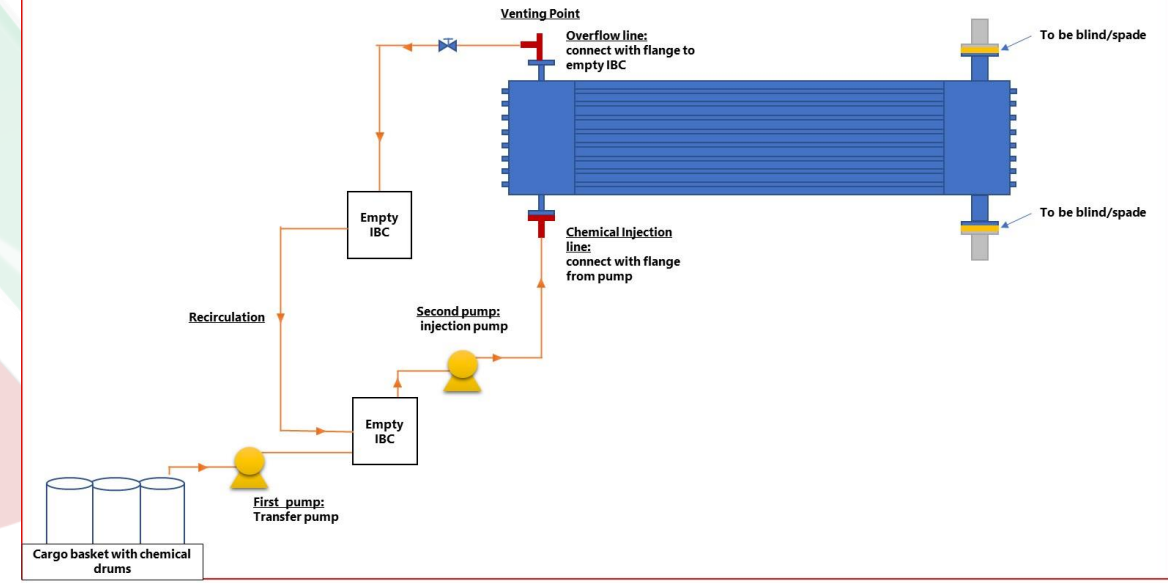 Venting Point
Overflow line:
connect with flange to
empty IBC
To be blind/spade
Empty
IBC
To be blind/spade
Chemical Injection
line:
connect with flange
from pump
Recirculation
Second pump:
injection pump
Empty
IBC
First pump:
Transfer pump
Cargo basket with chemical
drums